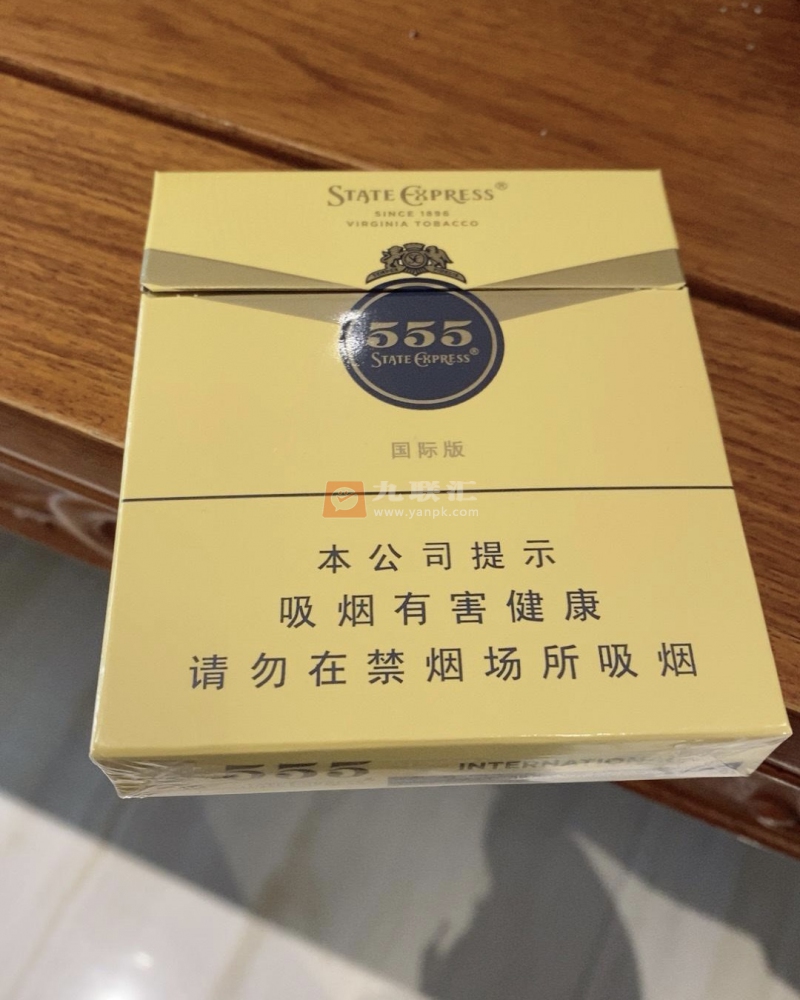 STATE EXPRESS®
SINCE 1896
VIRGINIA TOBACCO
555
STATE EXPRESS®
国际版
九联汇
www.yanpk.com
本公司提示
吸烟有害健康
请勿在禁烟场所吸烟
555 INTERNATIONAL